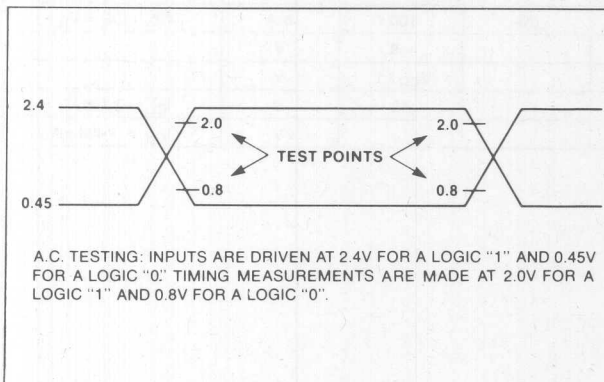 2.4
2.0
2.0
TEST POINTS
0.8
0.8
0.45
A.C. TESTING: INPUTS ARE DRIVEN AT 2.4V FOR A LOGIC "1" AND 0.45V
FOR A LOGIC "0." TIMING MEASUREMENTS ARE MADE AT 2.0V FOR A
LOGIC "1" AND 0.8V FOR A LOGIC "0".